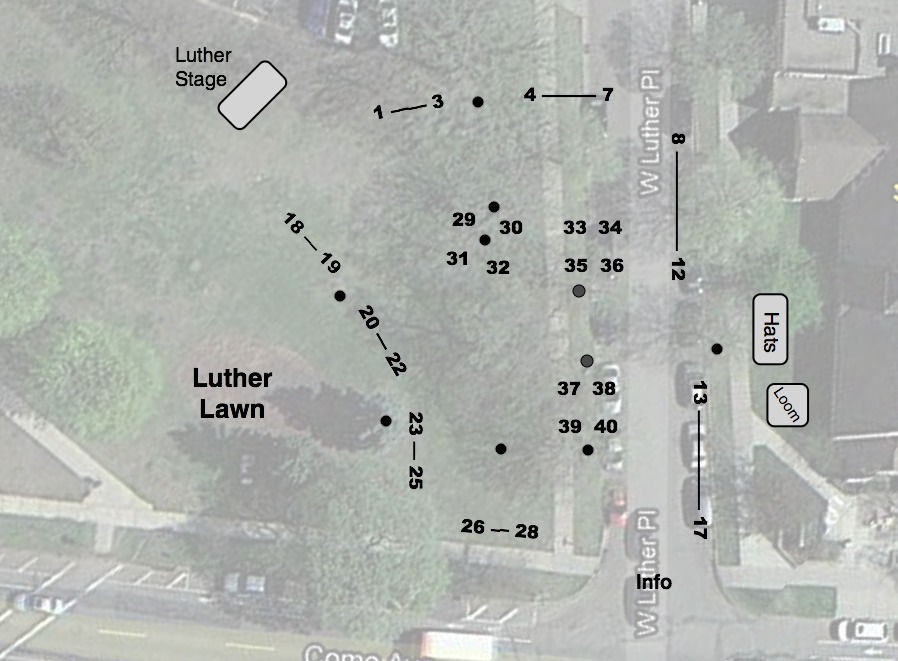 Luther
Stage
1 — 3
4 — 7
W Luther Pl
8
12
18 — 19
29
30
31
32
33 34
35 36
20 — 22
Hats
Loom
Luther
Lawn
37 38
39 40
13
17
23 — 25
26 — 28
W Luther Pl
Info
Como